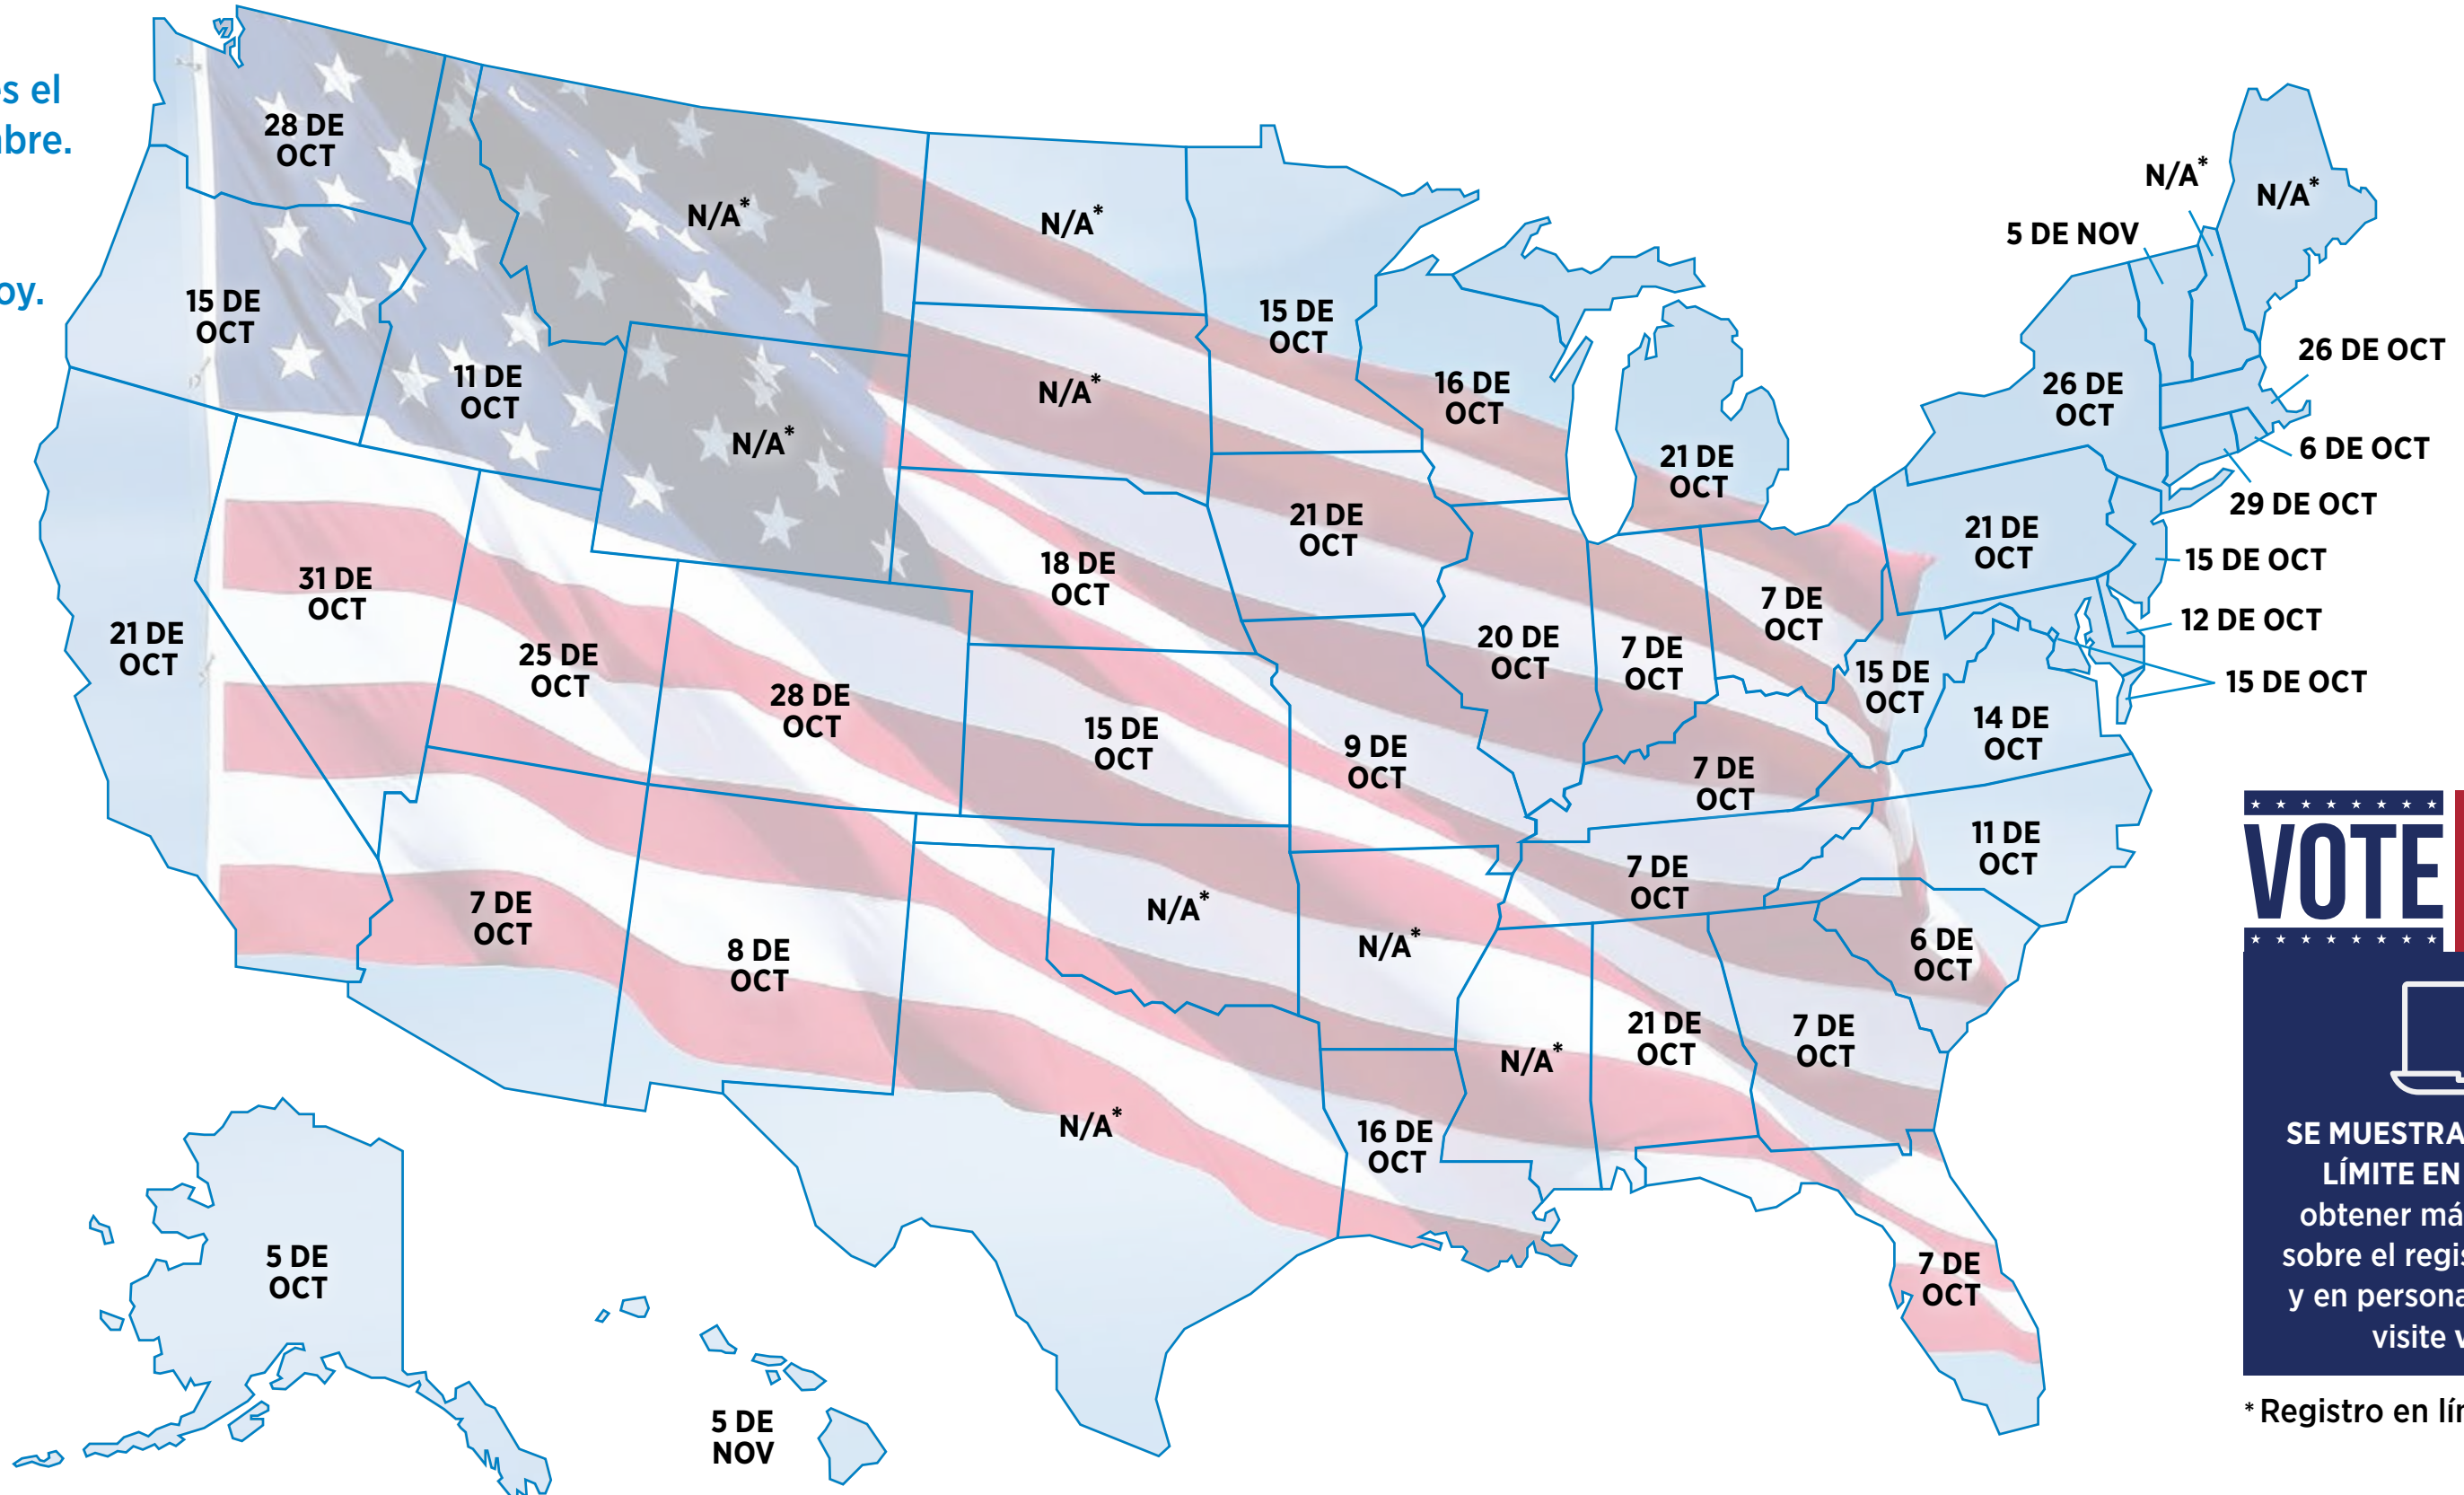 es el
bre.
oy.
28 DE
OCT
N/A*
N/A*
N/A*
N/A*
5 DE NOV
15 DE
OCT
15 DE
OCT
11 DE
OCT
N/A*
N/A*
16 DE
OCT
26 DE
OCT
26 DE OCT
21 DE
OCT
6 DE OCT
29 DE OCT
21 DE
OCT
21 DE
OCT
15 DE OCT
31 DE
OCT
18 DE
OCT
7 DE
OCT
12 DE OCT
21 DE
OCT
25 DE
OCT
28 DE
OCT
20 DE
OCT
7 DE
OCT
15 DE
OCT
15 DE OCT
15 DE
OCT
9 DE
OCT
14 DE
OCT
7 DE
OCT
11 DE
OCT
7 DE
OCT
7 DE
OCT
8 DE
OCT
N/A*
N/A*
6 DE
OCT
N/A*
21 DE
OCT
7 DE
OCT
N/A*
16 DE
OCT
5 DE
OCT
7 DE
OCT
5 DE
NOV
VOTE
SE MUESTRA
LÍMITE EN
obtener má
sobre el regis
y en persona
visite v
* Registro en lín